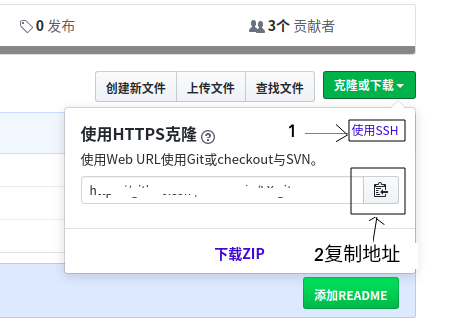 0 发布
3个 贡献者
创建新文件 上传文件 查找文件 克隆或下载
使用HTTPS克隆
1
使用SSH
使用Web URL使用Git或checkout与SVN。
下载ZIP
2复制地址
添加README